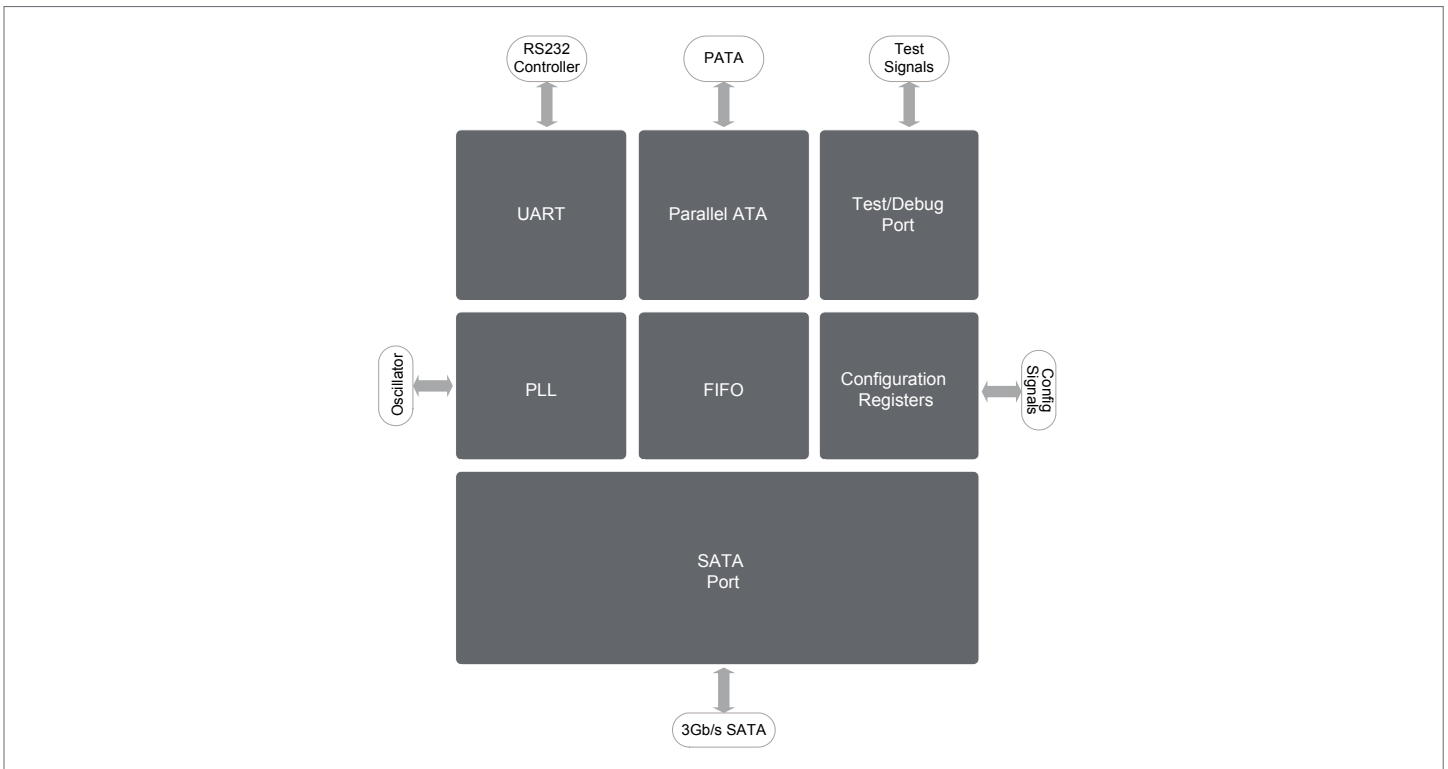 RS232
Controller
PATA
Test
Signals
UART
Parallel ATA
Test/Debug
Port
Oscillator
PLL
FIFO
Configuration
Registers
Config
Signals
SATA
Port
3Gb/s SATA